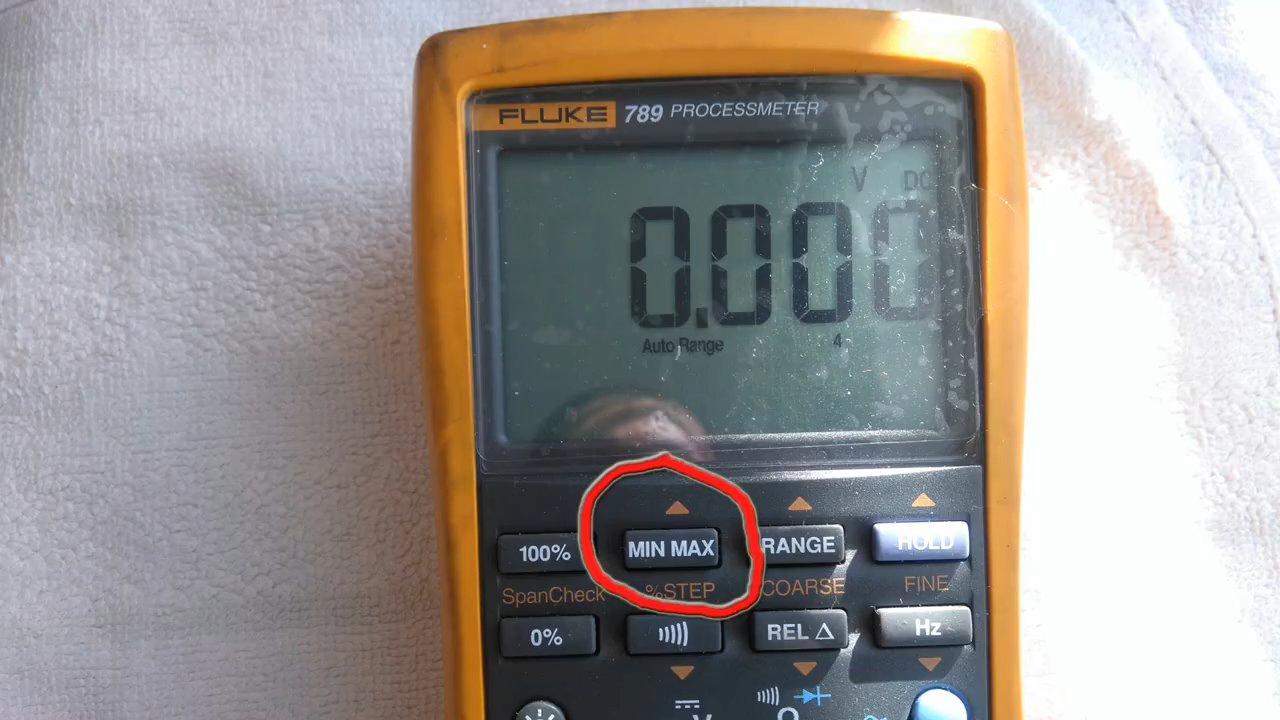 FLUKE 789 PROCESSMETER
V DC
0.000
Auto Range 4
100% MIN MAX RANGE HOLD
SpanCheck %STEP COARSE FINE
0% REL Δ Hz
V Ω